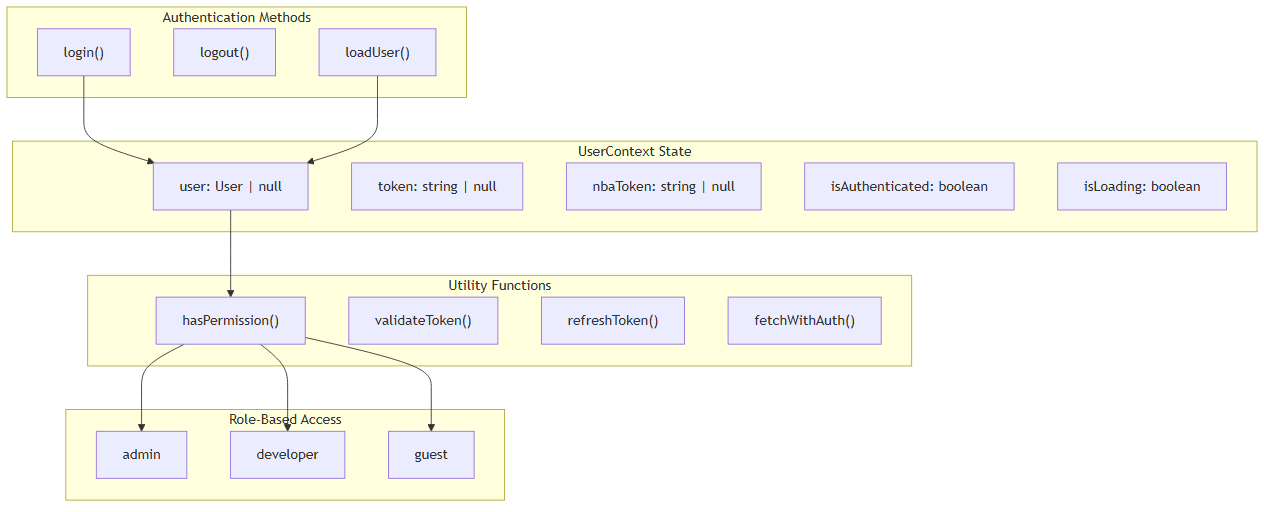 Authentication Methods
login()
logout()
loadUser()
UserContext State
user: User | null
token: string | null
nbaToken: string | null
isAuthenticated: boolean
isLoading: boolean
Utility Functions
hasPermission()
validateToken()
refreshToken()
fetchWithAuth()
Role-Based Access
admin
developer
guest